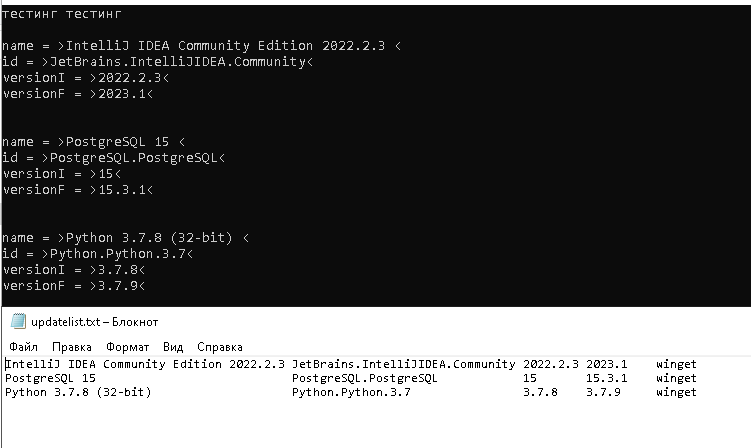 тестинг тестинг
name = >IntelliJ IDEA Community Edition 2022.2.3 <
id = >JetBrains.IntelliJIDEA.Community<
versionI = >2022.2.3<
versionF = >2023.1<
name = >PostgreSQL 15 <
id = >PostgreSQL.PostgreSQL<
versionI = >15<
versionF = >15.3.1<
name = >Python 3.7.8 (32-bit) <
id = >Python.Python.3.7<
versionI = >3.7.8<
versionF = >3.7.9<
updatelist.txt – Блокнот
Файл Правка Формат Вид Справка
IntelliJ IDEA Community Edition 2022.2.3 JetBrains.IntelliJIDEA.Community 2022.2.3 2023.1 winget
PostgreSQL 15 PostgreSQL.PostgreSQL 15 15.3.1 winget
Python 3.7.8 (32-bit) Python.Python.3.7 3.7.8 3.7.9 winget